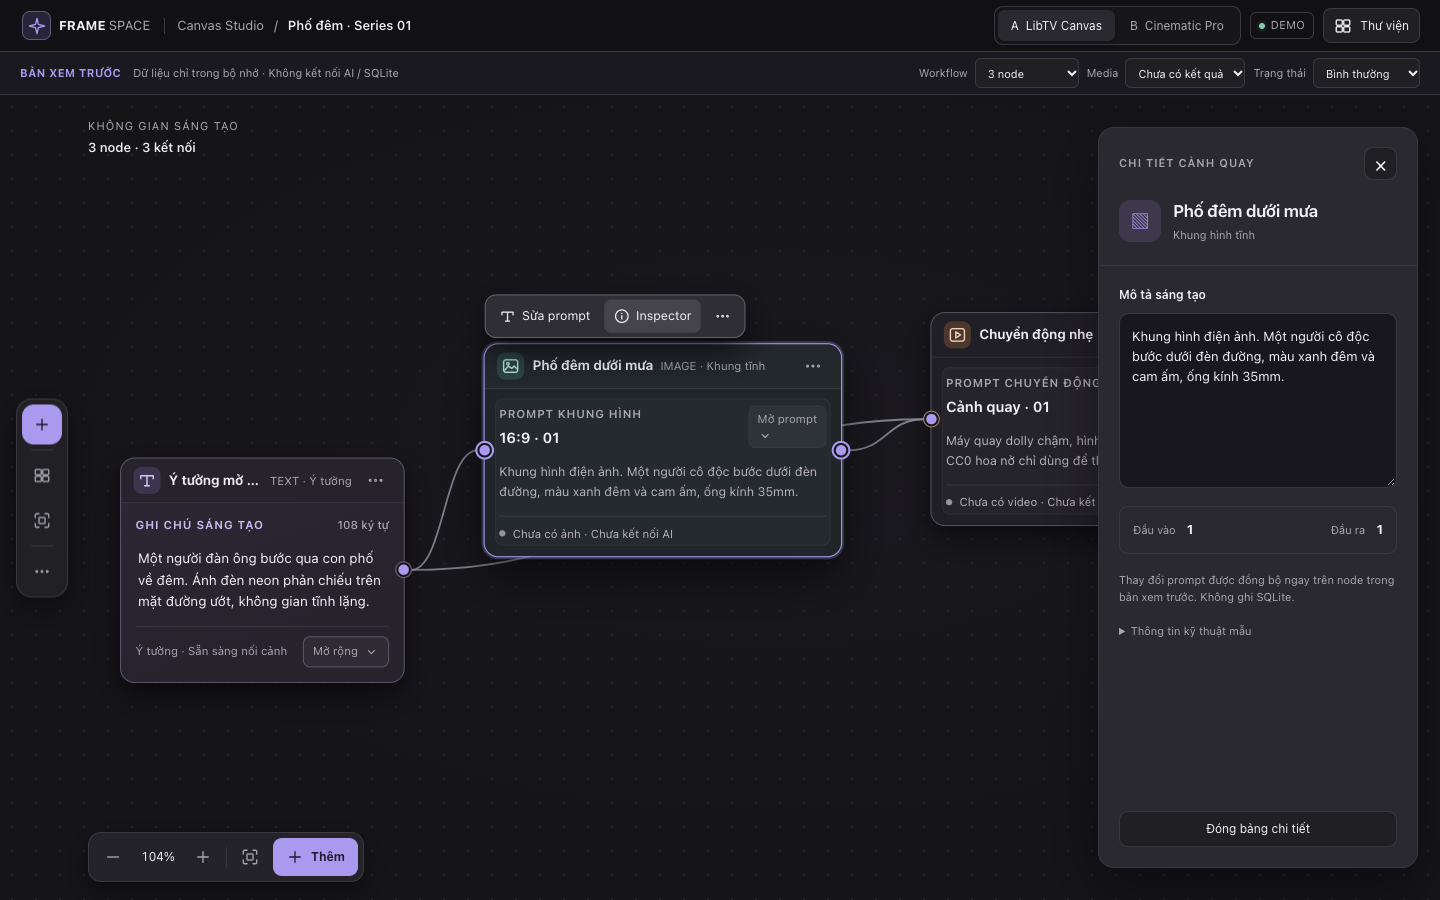 FRAME SPACE
Canvas Studio / Phố đêm · Series 01
A LibTV Canvas
B Cinematic Pro
DEMO
Thư viện
BẢN XEM TRƯỚC
Dữ liệu chỉ trong bộ nhớ · Không kết nối AI / SQLite
Workflow
3 node
Media
Chưa có kết quả
Trạng thái
Bình thường
KHÔNG GIAN SÁNG TẠO
3 node · 3 kết nối
Sửa prompt
Inspector
Ý tưởng mở ...
TEXT · Ý tưởng
GHI CHÚ SÁNG TẠO
108 ký tự
Một người đàn ông bước qua con phố
về đêm. Ánh đèn neon phản chiếu trên
mặt đường ướt, không gian tĩnh lặng.
Ý tưởng · Sẵn sàng nối cảnh
Mở rộng
Phố đêm dưới mưa
IMAGE · Khung tĩnh
PROMPT KHUNG HÌNH
16:9 · 01
Mở prompt
Khung hình điện ảnh. Một người cô độc bước dưới đèn
đường, màu xanh đêm và cam ấm, ống kính 35mm.
Chưa có ảnh · Chưa kết nối AI
Chuyển động nhẹ
PROMPT CHUYỂN ĐỘNG
Cảnh quay · 01
Máy quay dolly chậm, hình
CC0 hoa nở chỉ dùng để
Chưa có video · Chưa kết
CHI TIẾT CẢNH QUAY
Phố đêm dưới mưa
Khung hình tĩnh
Mô tả sáng tạo
Khung hình điện ảnh. Một người cô độc
bước dưới đèn đường, màu xanh đêm và
cam ấm, ống kính 35mm.
Đầu vào 1
Đầu ra 1
Thay đổi prompt được đồng bộ ngay trên node trong
bản xem trước. Không ghi SQLite.
Thông tin kỹ thuật mẫu
Đóng bảng chi tiết
104%
Thêm